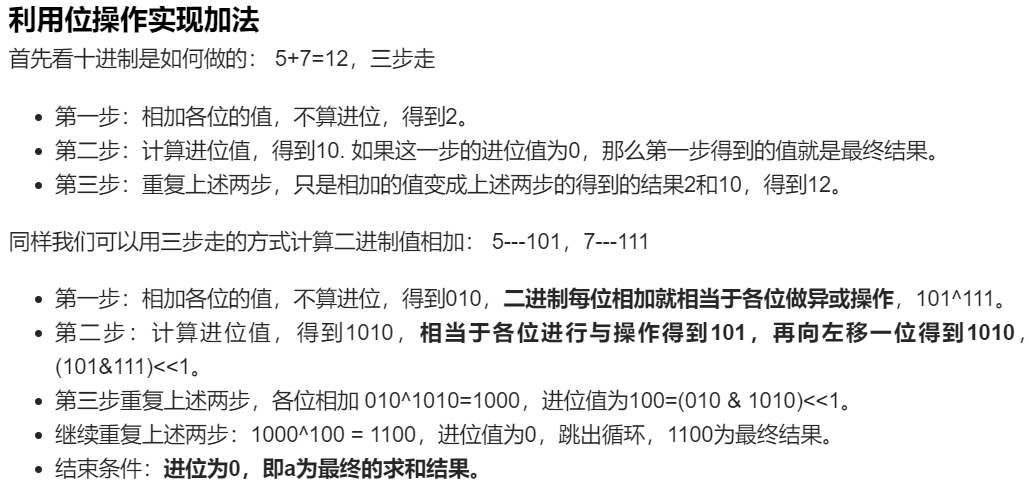 利用位操作实现加法
首先看十进制是如何做的： 5+7=12，三步走
• 第一步：相加各位的值，不算进位，得到2。
• 第二步：计算进位值，得到10. 如果这一步的进位值为0，那么第一步得到的值就是最终结果。
• 第三步：重复上述两步，只是相加的值变成上述两步的得到的结果2和10，得到12。
同样我们可以用三步走的方式计算二进制值相加： 5---101，7---111
• 第一步：相加各位的值，不算进位，得到010，二进制每位相加就相当于各位做异或操作，101^111。
• 第二步：计算进位值，得到1010，相当于各位进行与操作得到101，再向左移一位得到1010，
(101&111)<<1。
• 第三步重复上述两步，各位相加 010^1010=1000，进位值为100=(010 & 1010)<<1。
• 继续重复上述两步：1000^100 = 1100，进位值为0，跳出循环，1100为最终结果。
• 结束条件：进位为0，即a为最终的求和结果。